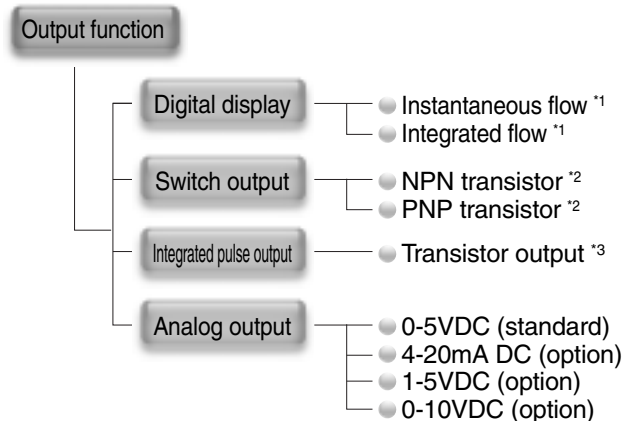 Output function
Digital display
Instantaneous flow *1
Integrated flow *1
Switch output
NPN transistor *2
PNP transistor *2
Integrated pulse output
Transistor output *3
Analog output
0-5VDC (standard)
4-20mA DC (option)
1-5VDC (option)
0-10VDC (option)